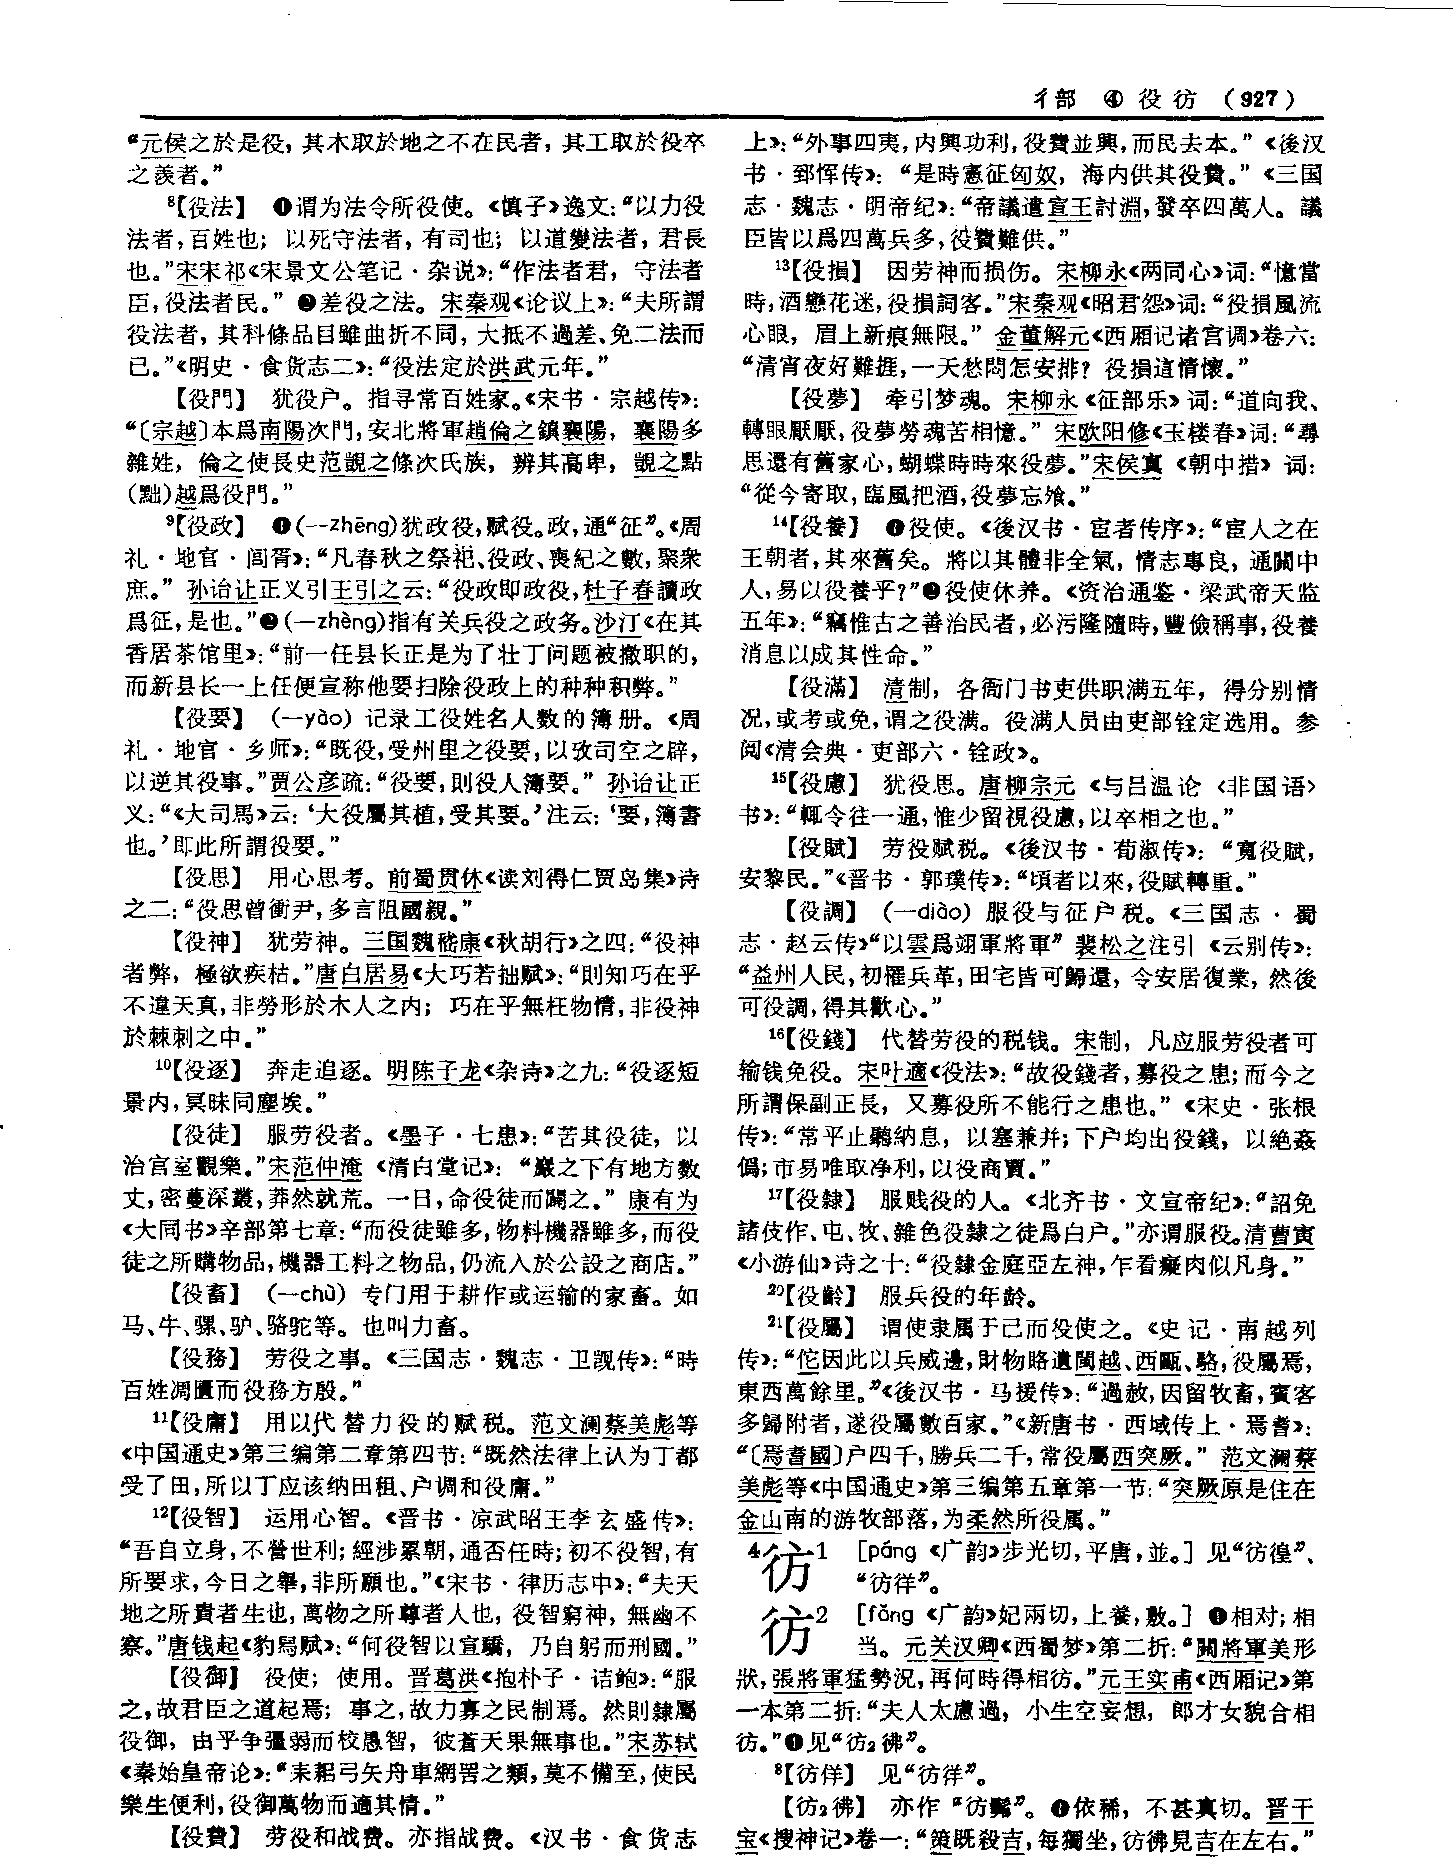 彳部 ④ 役彷 (927)
“元侯之於是役，其木取於地之不在民者，其工取於役卒
之羨者。”
⁸【役法】 ❶谓为法令所役使。《慎子》逸文：“以力役
法者，百姓也；以死守法者，有司也；以道變法者，君長
也。”宋宋祁《宋景文公笔记·杂说》：“作法者君，守法者
臣，役法者民。” ❷差役之法。宋秦观《论议上》：“夫所謂
役法者，其科條品目雖曲折不同，大抵不過差、免二法而
已。”《明史·食货志二》：“役法定於洪武元年。”
【役門】 犹役户。指寻常百姓家。《宋书·宗越传》：
“〔宗越〕本爲南陽次門，安北將軍趙倫之鎮襄陽，襄陽多
雜姓，倫之使長史范覬之條次氏族，辨其高卑，覬之點
(黜)越爲役門。”
⁹【役政】 ❶(--zhēng)犹政役，赋役。政，通“征”。《周
礼·地官·闾胥》：“凡春秋之祭祀、役政、喪紀之數，聚衆
庶。” 孙诒让正义引王引之云：“役政即政役，杜子春讀政
爲征，是也。”❷(—zhèng)指有关兵役之政务。沙汀《在其
香居茶馆里》：“前一任县长正是为了壮丁问题被撤职的，
而新县长一上任便宣称他要扫除役政上的种种积弊。”
【役要】 (—yào) 记录工役姓名人数的簿册。《周
礼·地官·乡师》：“既役，受州里之役要，以攷司空之辟，
以逆其役事。”贾公彦疏：“役要，則役人簿要。” 孙诒让正
义：“《大司馬》云：‘大役屬其植，受其要。’注云：‘要，簿書
也。’即此所謂役要。”
【役思】 用心思考。前蜀贯休《读刘得仁贾岛集》诗
之二：“役思曾衝尹，多言阻國親。”
【役神】 犹劳神。三国魏嵇康《秋胡行》之四：“役神
者弊，極欲疾枯。”唐白居易《大巧若拙赋》：“則知巧在乎
不違天真，非勞形於木人之内；巧在乎無枉物情，非役神
於棘刺之中。”
¹⁰【役逐】 奔走追逐。明陈子龙《杂诗》之九：“役逐短
景内，冥昧同塵埃。”
【役徒】 服劳役者。《墨子·七患》：“苦其役徒，以
治宫室觀樂。”宋范仲淹《清白堂记》：“巖之下有地方數
丈，密蔓深叢，莽然就荒。一日，命役徒而闢之。” 康有为
《大同书》辛部第七章：“而役徒雖多，物料機器雖多，而役
徒之所購物品，機器工料之物品，仍流入於公設之商店。”
【役畜】 (—chù) 专门用于耕作或运输的家畜。如
马、牛、骡、驴、骆驼等。也叫力畜。
【役務】 劳役之事。《三国志·魏志·卫觊传》：“時
百姓凋匱而役務方殷。”
¹¹【役庸】 用以代替力役的赋税。范文澜蔡美彪等
《中国通史》第三编第二章第四节：“既然法律上认为丁都
受了田，所以丁应该纳田租、户调和役庸。”
¹²【役智】 运用心智。《晋书·凉武昭王李玄盛传》：
“吾自立身，不營世利；經涉累朝，通否任時；初不役智，有
所要求，今日之舉，非所願也。”《宋书·律历志中》：“夫天
地之所貴者生也，萬物之所尊者人也，役智窮神，無幽不
察。”唐钱起《豹舄赋》：“何役智以宣驕，乃自躬而刑國。”
【役御】 役使；使用。晋葛洪《抱朴子·诘鲍》：“服
之，故君臣之道起焉；事之，故力寡之民制焉。然則隸屬
役御，由乎争彊弱而校愚智，彼蒼天果無事也。”宋苏轼
《秦始皇帝论》：“耒耜弓矢舟車網罟之類，莫不備至，使民
樂生便利，役御萬物而適其情。”
【役費】 劳役和战费。亦指战费。《汉书·食货志
上》：“外事四夷，内興功利，役費並興，而民去本。”《後汉
书·郅恽传》：“是時憲征匈奴，海内供其役費。”《三国
志·魏志·明帝纪》：“帝議遣宣王討淵，發卒四萬人。議
臣皆以爲四萬兵多，役費難供。”
¹³【役損】 因劳神而损伤。宋柳永《两同心》词：“憶當
時，酒戀花迷，役損詞客。”宋秦观《昭君怨》词：“役損風流
心眼，眉上新痕無限。” 金董解元《西厢记诸宫调》卷六：
“清宵夜好難捱，一天愁悶怎安排？役損這情懷。”
【役夢】 牵引梦魂。宋柳永《征部乐》词：“道向我、
轉眼厭厭，役夢勞魂苦相憶。” 宋欧阳修《玉楼春》词：“尋
思還有舊家心，蝴蝶時時來役夢。”宋侯寘《朝中措》词：
“從今寄取，臨風把酒，役夢忘飧。”
¹⁴【役養】 ❶役使。《後汉书·宦者传序》：“宦人之在
王朝者，其來舊矣。將以其體非全氣，情志專良，通關中
人，易以役養乎？”❷役使休养。《资治通鉴·梁武帝天监
五年》：“竊惟古之善治民者，必污隆隨時，豐儉稱事，役養
消息以成其性命。”
【役滿】 清制，各衙门书吏供职满五年，得分别情
况，或考或免，谓之役满。役满人员由吏部铨定选用。参
阅《清会典·吏部六·铨政》。
¹⁵【役慮】 犹役思。唐柳宗元《与吕温论〈非国语〉
书》：“輒令往一通，惟少留視役慮，以卒相之也。”
【役賦】 劳役赋税。《後汉书·荀淑传》：“寬役賦，
安黎民。”《晋书·郭璞传》：“頃者以來，役賦轉重。”
【役調】 (—diào) 服役与征户税。《三国志·蜀
志·赵云传》“以雲爲翊軍將軍” 裴松之注引《云别传》：
“益州人民，初罹兵革，田宅皆可歸還，令安居復業，然後
可役調，得其歡心。”
¹⁶【役錢】 代替劳役的税钱。宋制，凡应服劳役者可
输钱免役。宋叶適《役法》：“故役錢者，募役之患；而今之
所謂保副正長，又募役所不能行之患也。”《宋史·张根
传》：“常平止聽納息，以塞兼并；下户均出役錢，以絶姦
僞；市易唯取净利，以役商賈。”
¹⁷【役隸】 服贱役的人。《北齐书·文宣帝纪》：“詔免
諸伎作、屯、牧、雜色役隸之徒爲白户。”亦谓服役。清曹寅
《小游仙》诗之十：“役隸金庭亞左神，乍看癡肉似凡身。”
²⁰【役齡】 服兵役的年龄。
²¹【役屬】 谓使隶属于己而役使之。《史记·南越列
传》：“佗因此以兵威邊，財物賂遺閩越、西甌、駱，役屬焉，
東西萬餘里。”《後汉书·马援传》：“過赦，因留牧畜，賓客
多歸附者，遂役屬數百家。”《新唐书·西域传上·焉耆》：
“〔焉耆國〕户四千，勝兵二千，常役屬西突厥。” 范文澜蔡
美彪等《中国通史》第三编第五章第一节：“突厥原是住在
金山南的游牧部落，为柔然所役属。”
⁴彷¹ [páng 《广韵》步光切，平唐，並。] 见“彷徨”、
“彷徉”。
彷² [fǎng 《广韵》妃兩切，上養，敷。] ❶相对；相
当。元关汉卿《西蜀梦》第二折：“關將軍美形
狀，張將軍猛勢況，再何時得相彷。”元王实甫《西厢记》第
一本第二折：“夫人太慮過，小生空妄想，郎才女貌合相
彷。”❶见“彷₂彿”。
⁸【彷佯】 见“彷徉”。
【彷₂彿】 亦作“彷髴”。❶依稀，不甚真切。晋干
宝《搜神记》卷一：“策既殺吉，每獨坐，彷彿見吉在左右。”